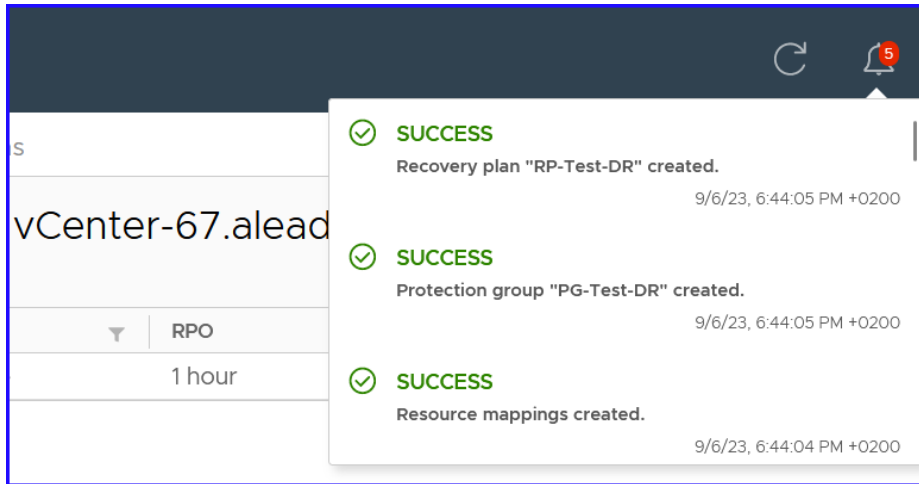 5
SUCCESS
Recovery plan "RP-Test-DR" created.
9/6/23, 6:44:05 PM +0200
SUCCESS
Protection group "PG-Test-DR" created.
9/6/23, 6:44:05 PM +0200
SUCCESS
Resource mappings created.
9/6/23, 6:44:04 PM +0200
vCenter-67.alead
RPO
1 hour